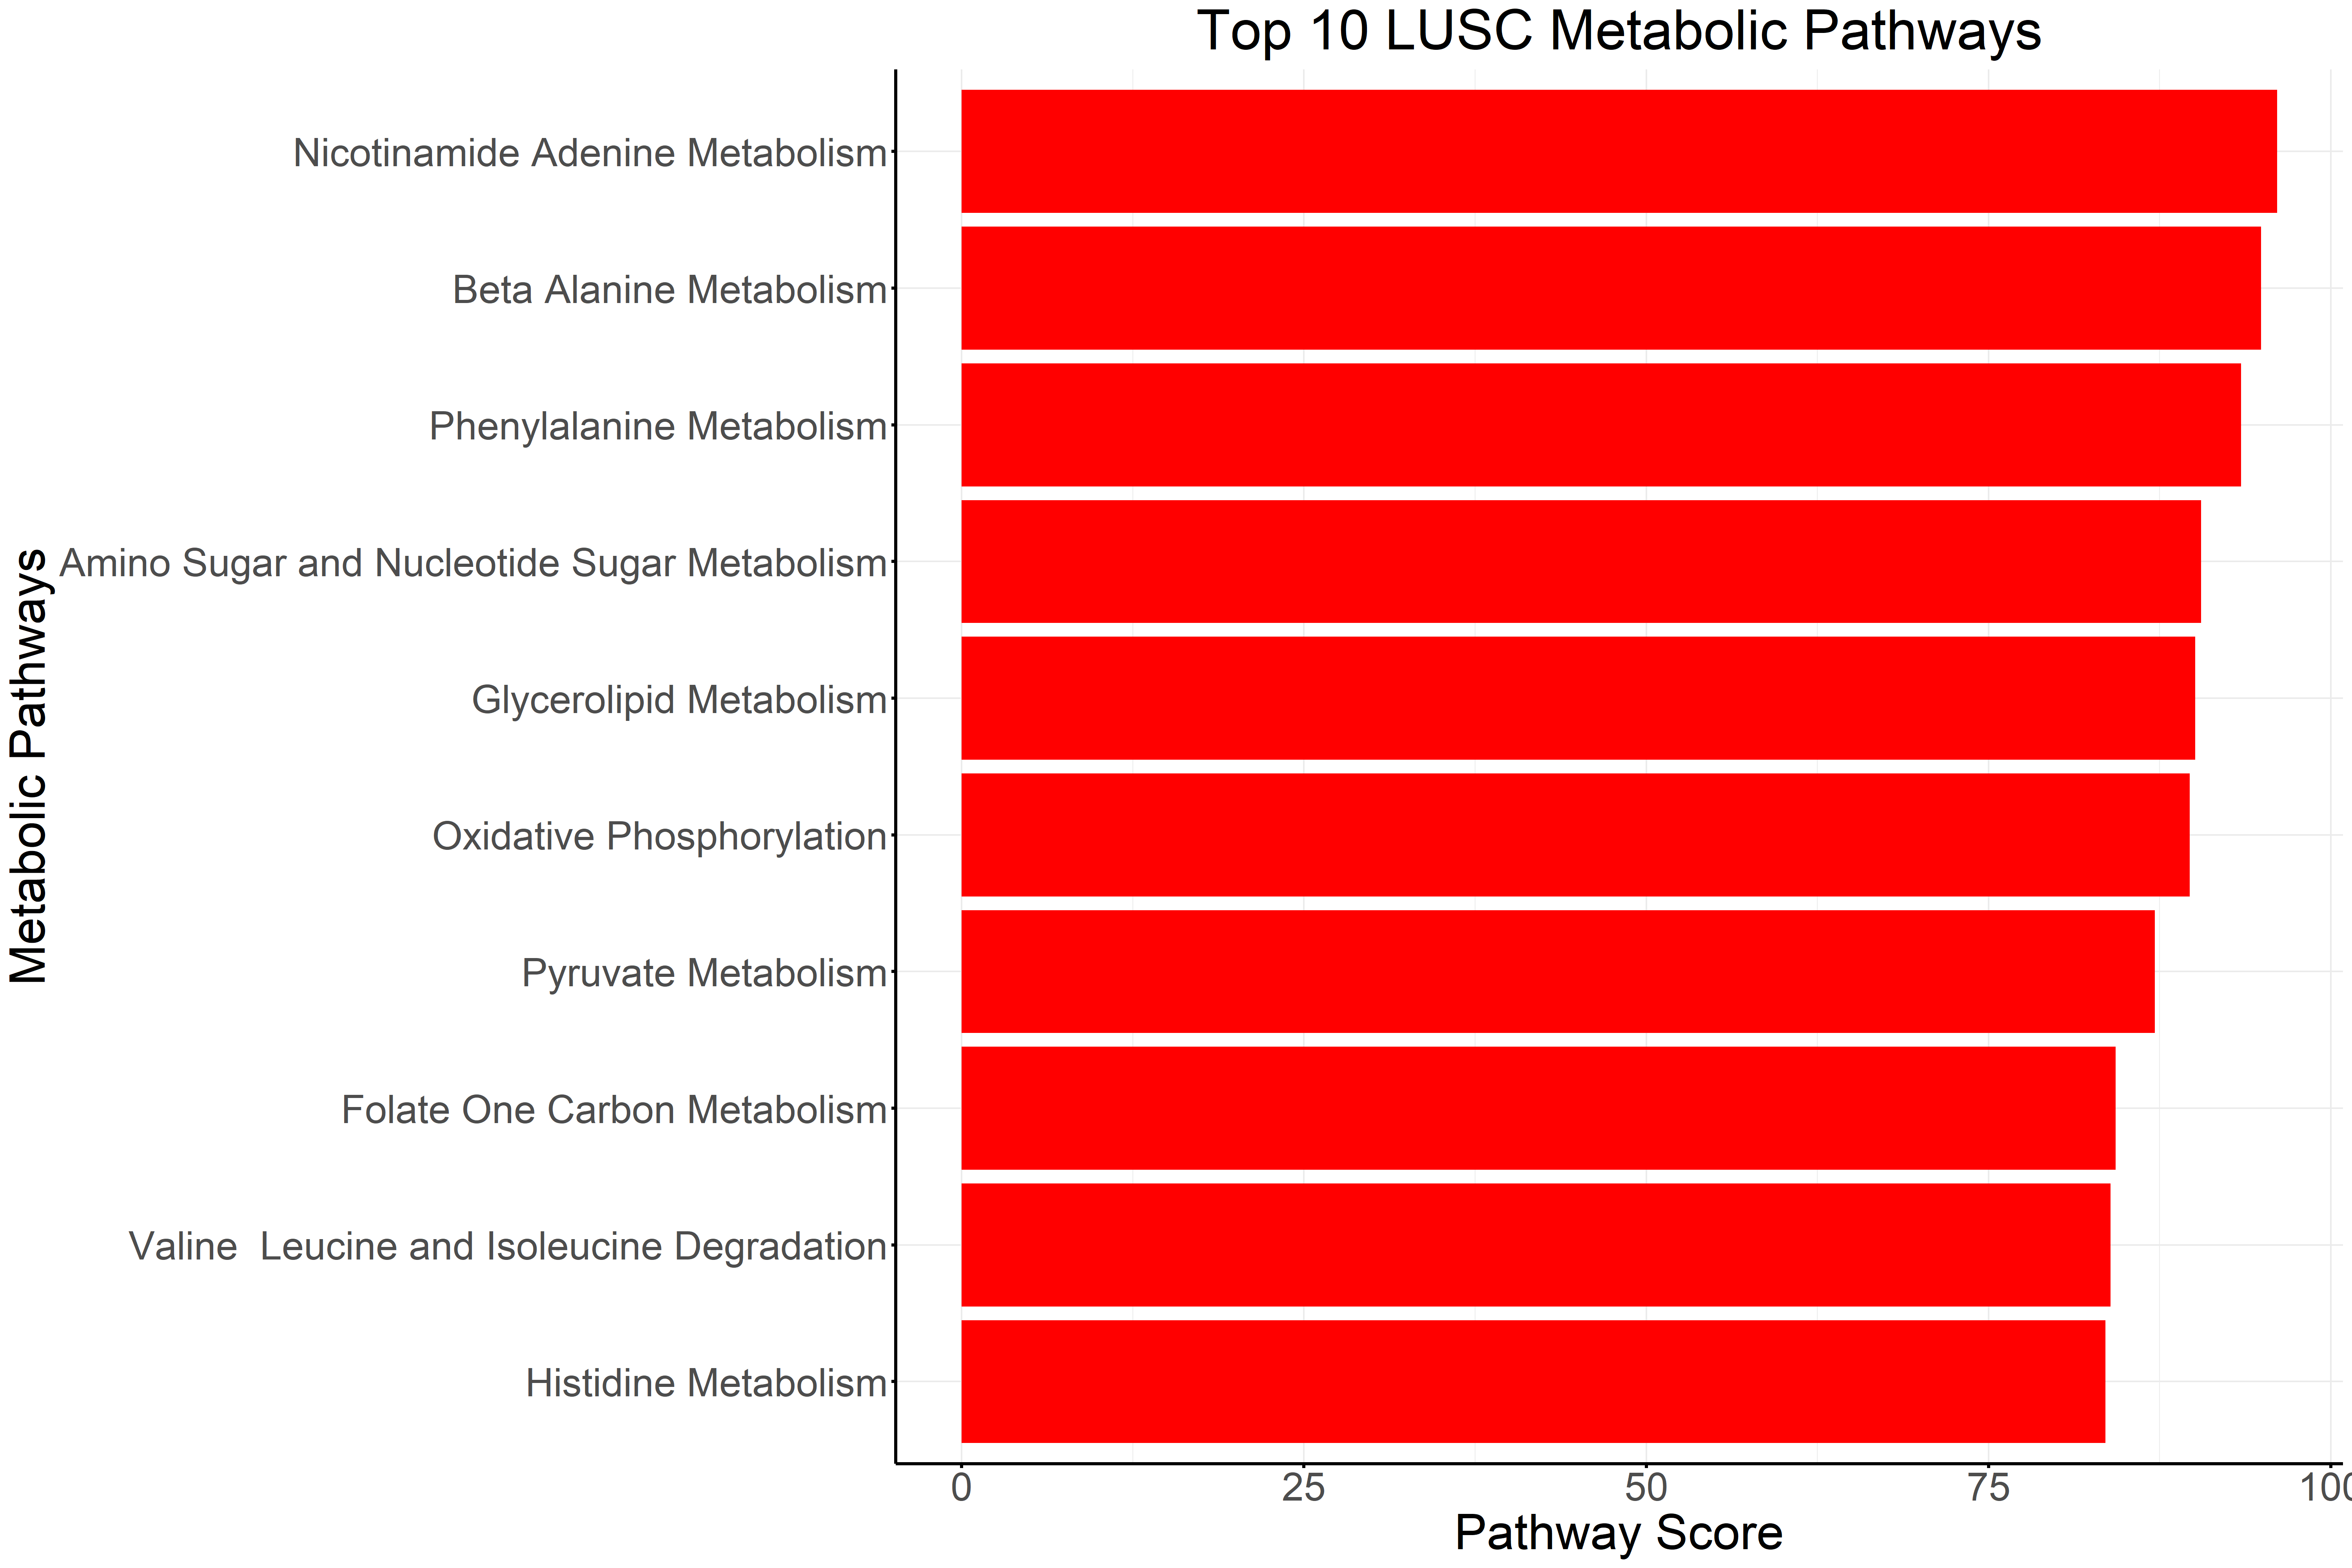 Top 10 LUSC Metabolic Pathways
Metabolic Pathways
Nicotinamide Adenine Metabolism
Beta Alanine Metabolism
Phenylalanine Metabolism
Amino Sugar and Nucleotide Sugar Metabolism
Glycerolipid Metabolism
Oxidative Phosphorylation
Pyruvate Metabolism
Folate One Carbon Metabolism
Valine  Leucine and Isoleucine Degradation
Histidine Metabolism
0 25 50 75 100
Pathway Score